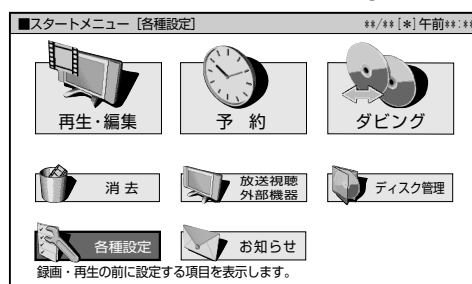 ■スタートメニュー［各種設定］ **/**[*]午前**:**
再生・編集 予 約 ダビング
消 去 放送視聴 外部機器 ディスク管理
各種設定 お知らせ
録画・再生の前に設定する項目を表示します。